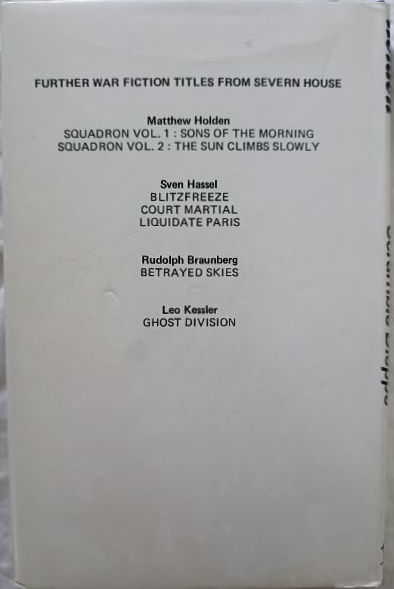 FURTHER WAR FICTION TITLES FROM SEVERN HOUSE
Matthew Holden
SQUADRON VOL. 1 : SONS OF THE MORNING
SQUADRON VOL. 2 : THE SUN CLIMBS SLOWLY
Sven Hassel
BLITZFREEZE
COURT MARTIAL
LIQUIDATE PARIS
Rudolph Braunberg
BETRAYED SKIES
Leo Kessler
GHOST DIVISION